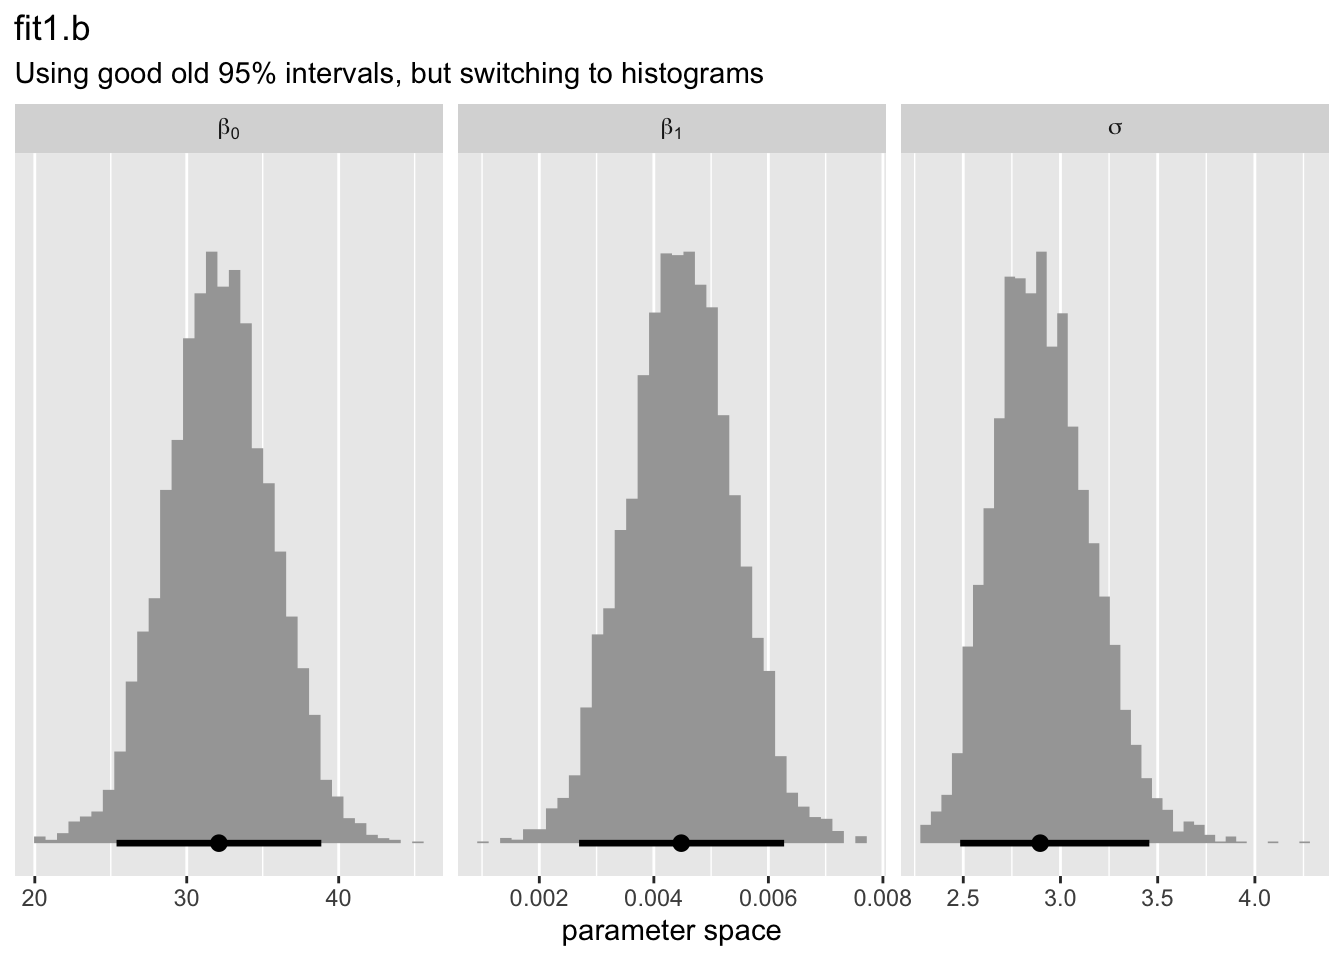 fit1.b
Using good old 95% intervals, but switching to histograms
β₀ β₁ σ
20 30 40 0.002 0.004 0.006 0.008 2.5 3.0 3.5 4.0
parameter space